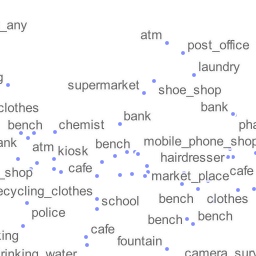 _any
atm
post_office
laundry
supermarket
shoe_shop
clothes
bank
bank
bench
chemist
pha
ank
atm
kiosk
bench
mobile_phone_shop
hairdresser
_shop
cafe
market_place
cafe
ecycling_clothes
school
bench
clothes
police
bench
bench
king
cafe
fountain
rinking_water
camera_surv